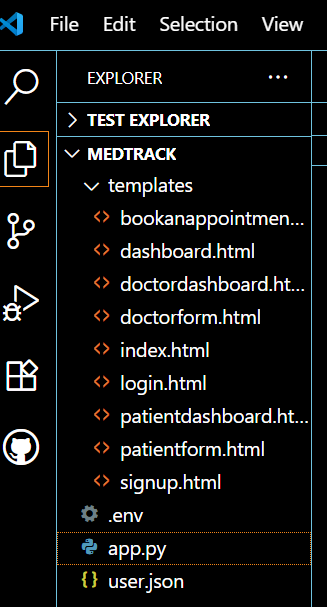 File Edit Selection View
EXPLORER ...
TEST EXPLORER
MEDTRACK
templates
<> bookanappointmen...
<> dashboard.html
<> doctordashboard.ht...
<> doctorform.html
<> index.html
<> login.html
<> patientdashboard.ht...
<> patientform.html
<> signup.html
.env
app.py
{} user.json